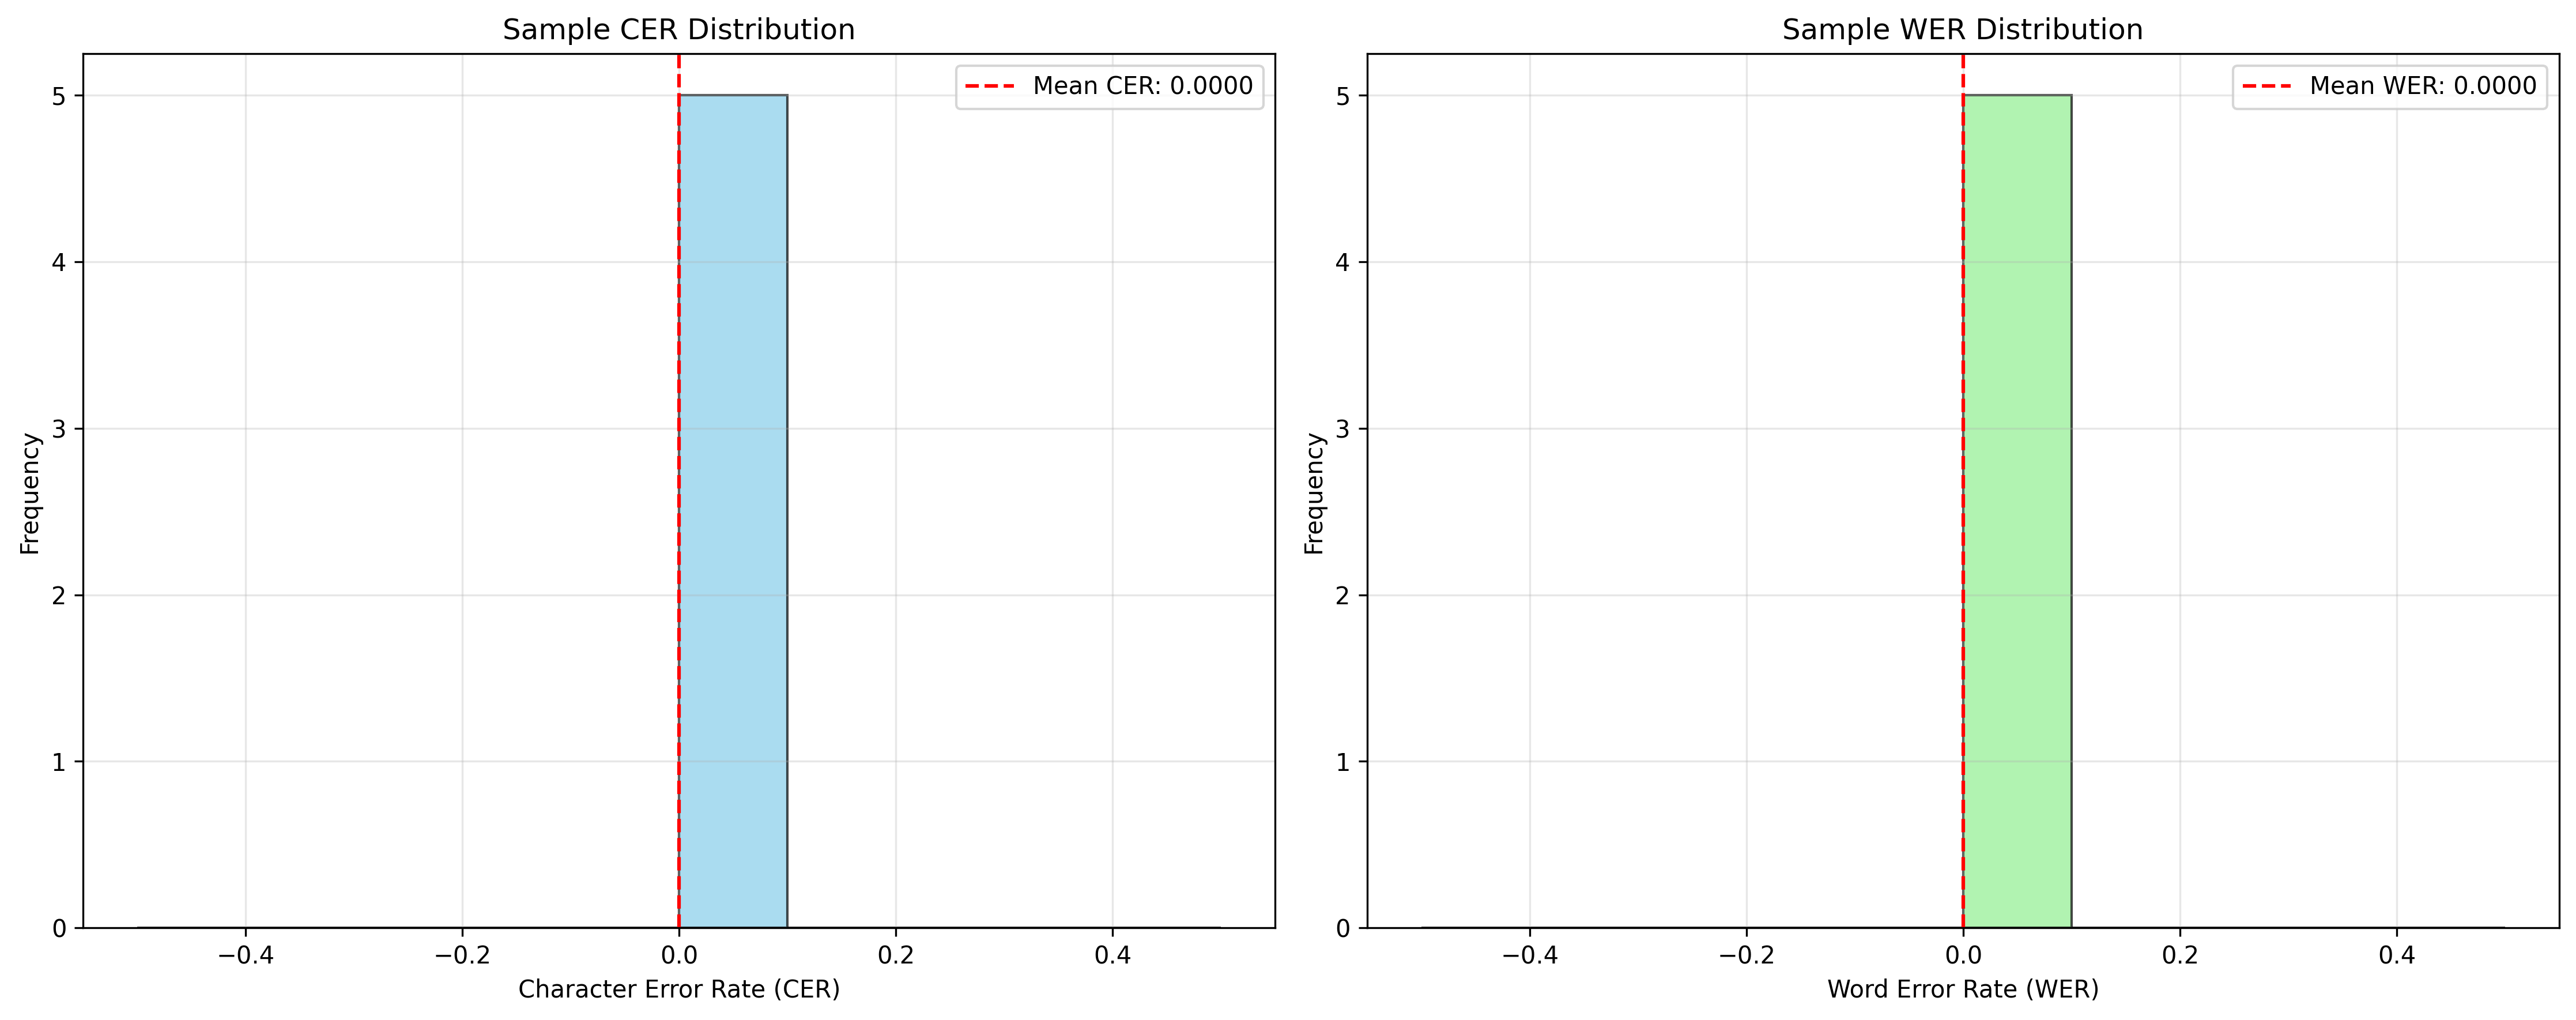 Sample CER Distribution
Mean CER: 0.0000
5
4
3
2
1
0
Frequency
−0.4
−0.2
0.0
0.2
0.4
Character Error Rate (CER)
Sample WER Distribution
Mean WER: 0.0000
5
4
3
2
1
0
Frequency
−0.4
−0.2
0.0
0.2
0.4
Word Error Rate (WER)